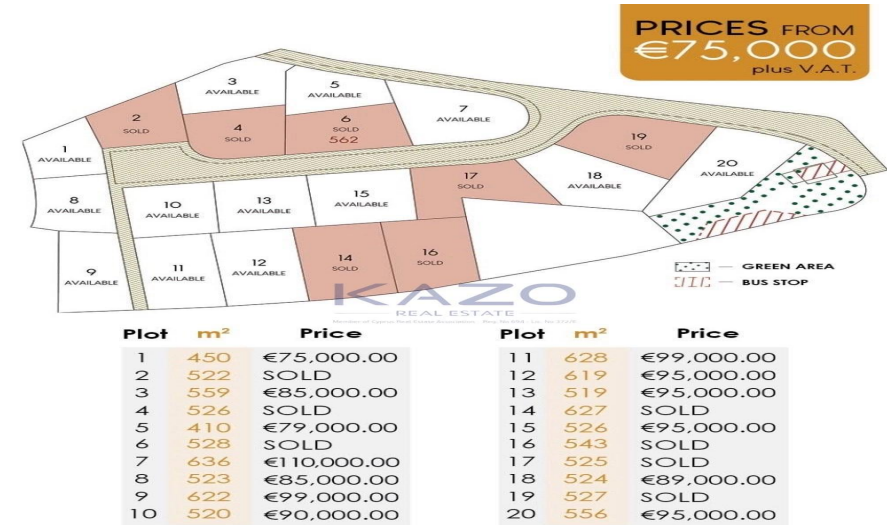 PRICES FROM
€75,000
plus V.A.T.
1
AVAILABLE
2
SOLD
3
AVAILABLE
4
SOLD
5
AVAILABLE
6
SOLD
562
7
AVAILABLE
8
AVAILABLE
9
AVAILABLE
10
AVAILABLE
11
AVAILABLE
12
AVAILABLE
13
AVAILABLE
14
SOLD
15
AVAILABLE
16
SOLD
17
SOLD
18
AVAILABLE
19
SOLD
20
AVAILABLE
GREEN AREA
BUS STOP
KAZO
REAL ESTATE
Plot m² Price
1 450 €75,000.00
2 522 SOLD
3 559 €85,000.00
4 526 SOLD
5 410 €79,000.00
6 528 SOLD
7 636 €110,000.00
8 523 €85,000.00
9 622 €99,000.00
10 520 €90,000.00
Plot m² Price
11 628 €99,000.00
12 619 €95,000.00
13 519 €95,000.00
14 627 SOLD
15 526 €95,000.00
16 543 SOLD
17 525 SOLD
18 524 €89,000.00
19 527 SOLD
20 556 €95,000.00